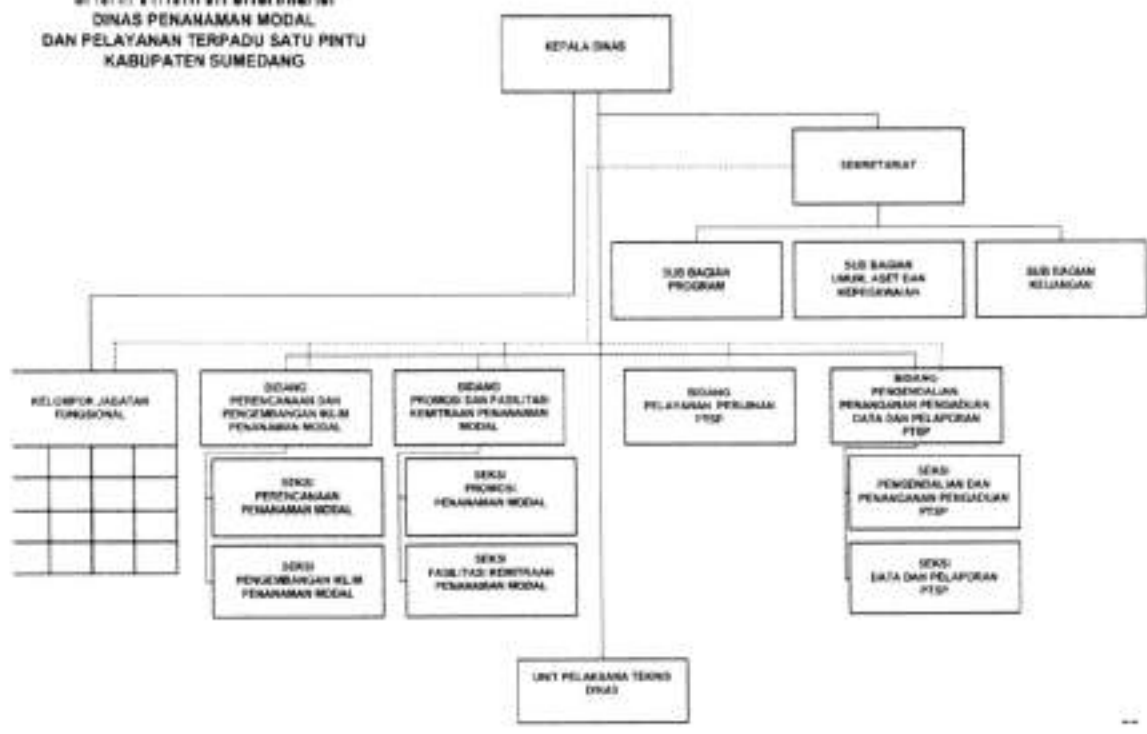 DINAS PENANAMAN MODAL
DAN PELAYANAN TERPADU SATU PINTU
KABUPATEN SUMEDANG
KEPALA DINAS
SEKRETARIAT
SUB BAGIAN
PROGRAM
SUB BAGIAN
UMUM, ASET DAN
KEPEGAWAIAN
SUB BAGIAN
KEUANGAN
KELOMPOK JABATAN
FUNGSIONAL
BIDANG
PERENCANAAN DAN
PENGEMBANGAN IKLIM
PENANAMAN MODAL
BIDANG
PROMOSI DAN FASILITASI
KEMITRAAN PENANAMAN
MODAL
BIDANG
PELAYANAN PERIJINAN
PTSP
BIDANG
PENGENDALIAN
PENANGANAN PENGADUAN
DATA DAN PELAPORAN
PTSP
SEKSI
PERENCANAAN
PENANAMAN MODAL
SEKSI
PROMOSI
PENANAMAN MODAL
SEKSI
PENGENDALIAN DAN
PENANGANAN PENGADUAN
PTSP
SEKSI
PENGEMBANGAN IKLIM
PENANAMAN MODAL
SEKSI
FASILITASI KEMITRAAN
PENANAMAN MODAL
SEKSI
DATA DAN PELAPORAN
PTSP
UNIT PELAKSANA TEKNIS
DINAS